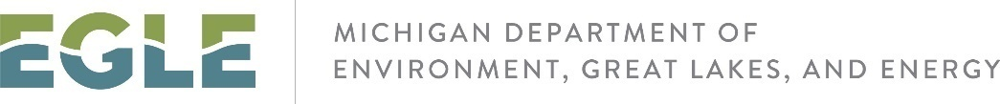 EGLE
MICHIGAN DEPARTMENT OF
ENVIRONMENT, GREAT LAKES, AND ENERGY